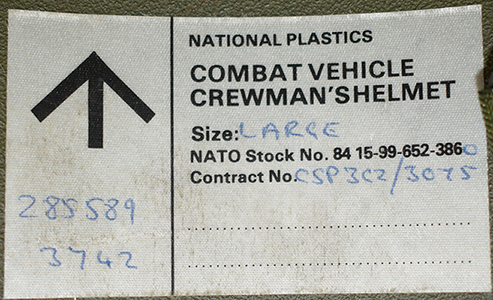 NATIONAL PLASTICS
COMBAT VEHICLE
CREWMAN'SHELMET
Size: LARGE
NATO Stock No. 84 15-99-652-3860
Contract No. CSP3C2/3075
285589
3742